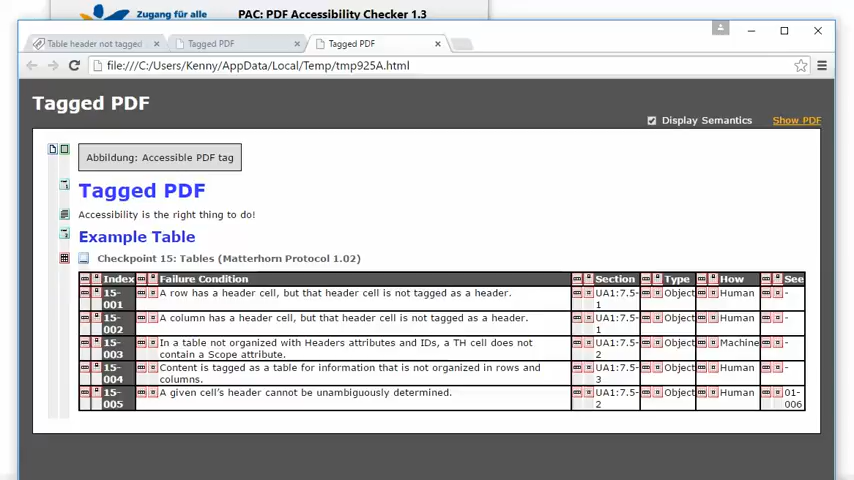 Zugang für alle
PAC: PDF Accessibility Checker 1.3
Table header not tagged
Tagged PDF
Tagged PDF
file:///C:/Users/Kenny/AppData/Local/Temp/tmp925A.html
Tagged PDF
Display Semantics
Show PDF
Abbildung: Accessible PDF tag
Tagged PDF
Accessibility is the right thing to do!
Example Table
Checkpoint 15: Tables (Matterhorn Protocol 1.02)
Index Failure Condition Section Type How See
15-001 A row has a header cell, but that header cell is not tagged as a header. UA1:7.5-1 Object Human -
15-002 A column has a header cell, but that header cell is not tagged as a header. UA1:7.5-1 Object Human -
15-003 In a table not organized with Headers attributes and IDs, a TH cell does not contain a Scope attribute. UA1:7.5-2 Object Machine -
15-004 Content is tagged as a table for information that is not organized in rows and columns. UA1:7.5-3 Object Human -
15-005 A given cell's header cannot be unambiguously determined. UA1:7.5-2 Object Human 01-006